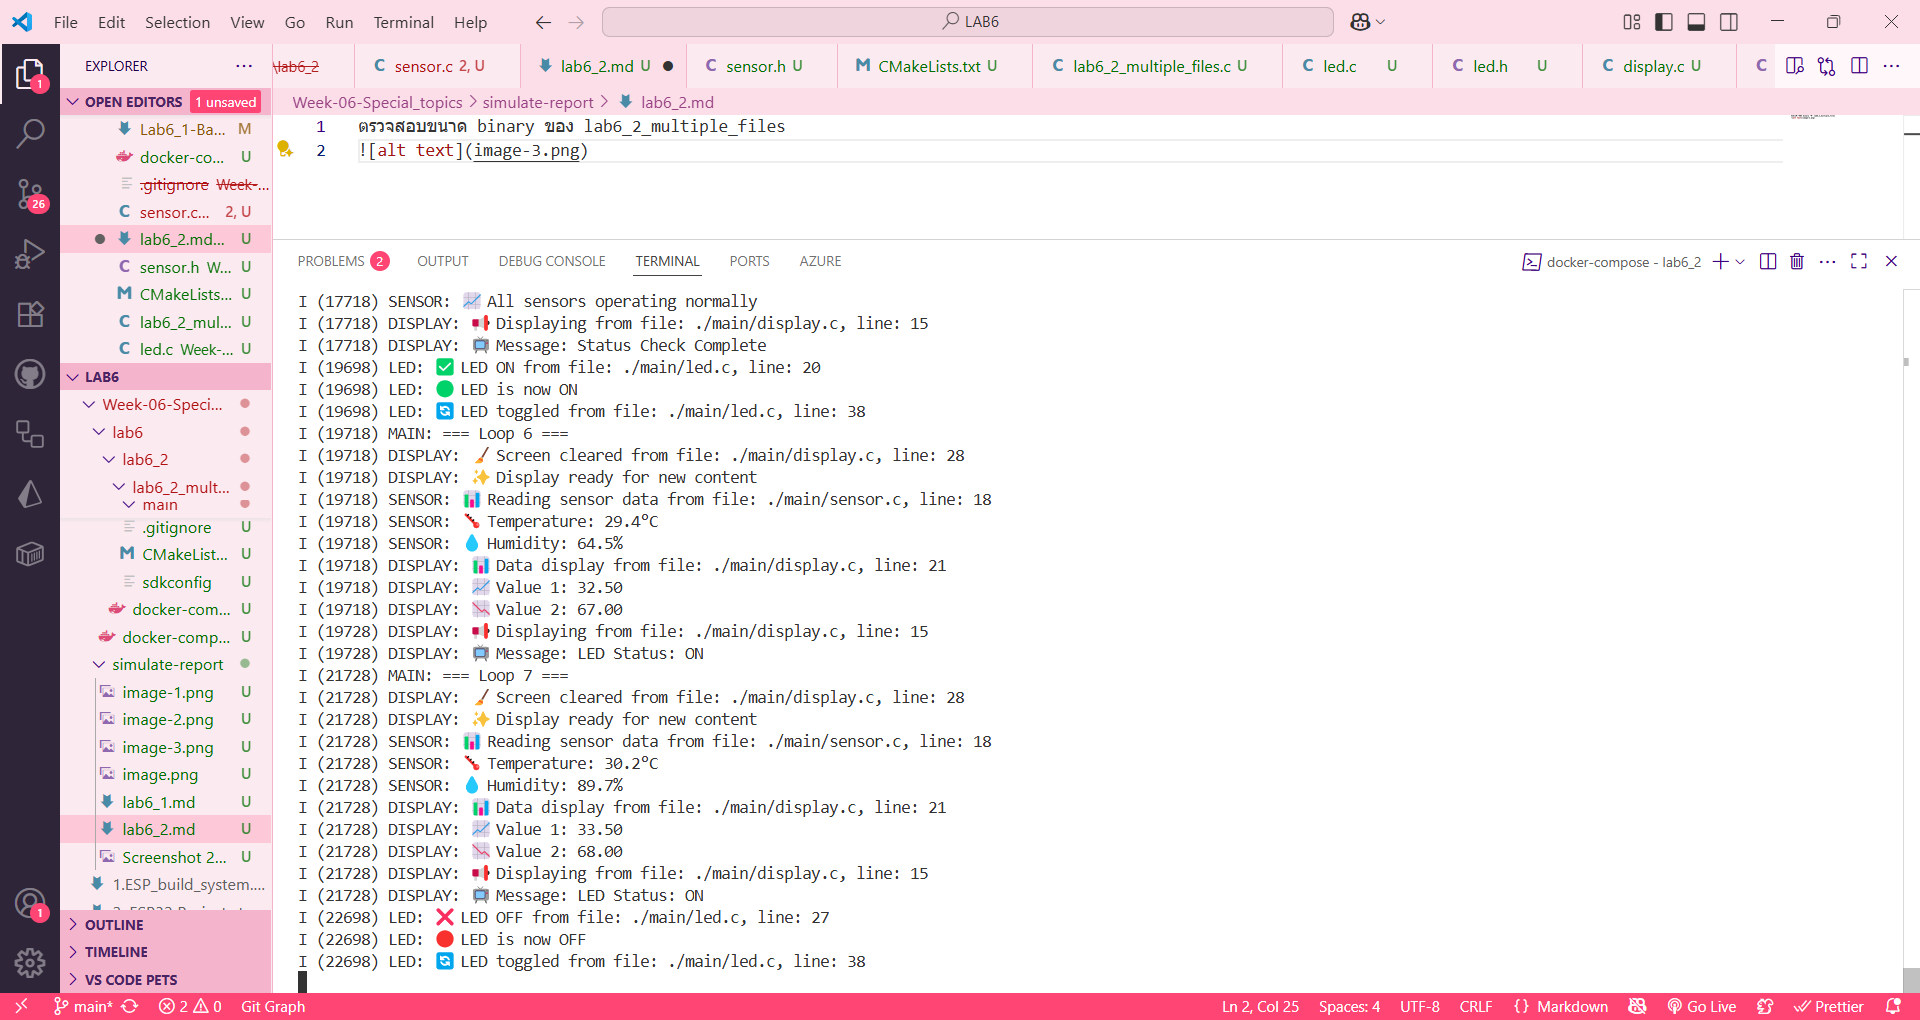 File Edit Selection View Go Run Terminal Help
LAB6
EXPLORER
lab6_2
sensor.c 2, U
lab6_2.md U
sensor.h U
CMakeLists.txt U
lab6_2_multiple_files.c U
led.c U
led.h U
display.c U
OPEN EDITORS 1 unsaved
Lab6_1-Ba... M
docker-co... U
.gitignore Week-...
sensor.c... 2, U
lab6_2.md... U
sensor.h W... U
CMakeLists... U
lab6_2_mul... U
led.c Week-... U
LAB6
Week-06-Speci...
lab6
lab6_2
lab6_2_mult...
main
.gitignore U
CMakeList... U
sdkconfig U
docker-com... U
docker-comp... U
simulate-report
image-1.png U
image-2.png U
image-3.png U
image.png U
lab6_1.md U
lab6_2.md U
Screenshot 2... U
1.ESP_build_system....
OUTLINE
TIMELINE
VS CODE PETS
1
26
1
Week-06-Special_topics > simulate-report > lab6_2.md
1 ตรวจสอบขนาด binary ของ lab6_2_multiple_files
2 ![alt text](image-3.png)
PROBLEMS 2 OUTPUT DEBUG CONSOLE TERMINAL PORTS AZURE
docker-compose - lab6_2
I (17718) SENSOR: 📈 All sensors operating normally
I (17718) DISPLAY: 📢 Displaying from file: ./main/display.c, line: 15
I (17718) DISPLAY: 📺 Message: Status Check Complete
I (19698) LED: ✅ LED ON from file: ./main/led.c, line: 20
I (19698) LED: 🟢 LED is now ON
I (19698) LED: 🔄 LED toggled from file: ./main/led.c, line: 38
I (19718) MAIN: === Loop 6 ===
I (19718) DISPLAY: 🧹 Screen cleared from file: ./main/display.c, line: 28
I (19718) DISPLAY: ✨ Display ready for new content
I (19718) SENSOR: 📊 Reading sensor data from file: ./main/sensor.c, line: 18
I (19718) SENSOR: 🌡️ Temperature: 29.4°C
I (19718) SENSOR: 💧 Humidity: 64.5%
I (19718) DISPLAY: 📊 Data display from file: ./main/display.c, line: 21
I (19718) DISPLAY: 📈 Value 1: 32.50
I (19718) DISPLAY: 📉 Value 2: 67.00
I (19728) DISPLAY: 📢 Displaying from file: ./main/display.c, line: 15
I (19728) DISPLAY: 📺 Message: LED Status: ON
I (21728) MAIN: === Loop 7 ===
I (21728) DISPLAY: 🧹 Screen cleared from file: ./main/display.c, line: 28
I (21728) DISPLAY: ✨ Display ready for new content
I (21728) SENSOR: 📊 Reading sensor data from file: ./main/sensor.c, line: 18
I (21728) SENSOR: 🌡️ Temperature: 30.2°C
I (21728) SENSOR: 💧 Humidity: 89.7%
I (21728) DISPLAY: 📊 Data display from file: ./main/display.c, line: 21
I (21728) DISPLAY: 📈 Value 1: 33.50
I (21728) DISPLAY: 📉 Value 2: 68.00
I (21728) DISPLAY: 📢 Displaying from file: ./main/display.c, line: 15
I (21728) DISPLAY: 📺 Message: LED Status: ON
I (22698) LED: ❌ LED OFF from file: ./main/led.c, line: 27
I (22698) LED: 🔴 LED is now OFF
I (22698) LED: 🔄 LED toggled from file: ./main/led.c, line: 38
main* 2 0 Git Graph
Ln 2, Col 25 Spaces: 4 UTF-8 CRLF {} Markdown Go Live Prettier